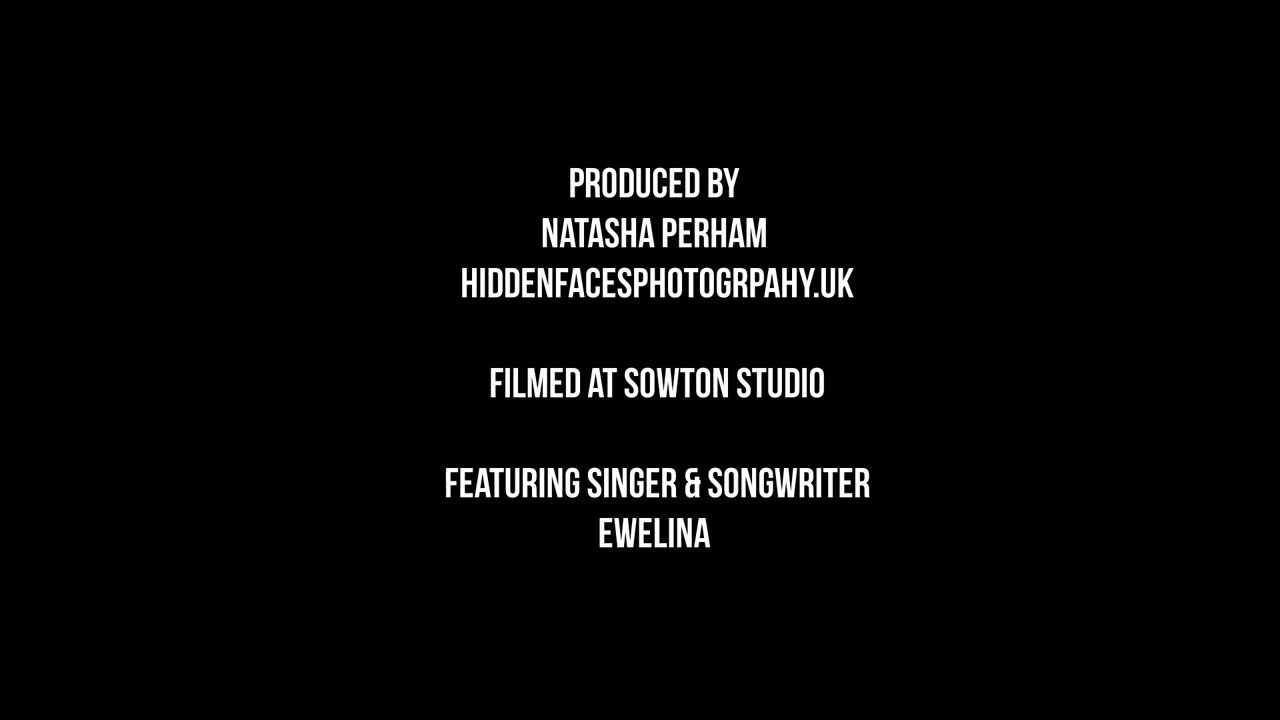 PRODUCED BY
NATASHA PERHAM
HIDDENFACESPHOTOGRPAHY.UK
FILMED AT SOWTON STUDIO
FEATURING SINGER & SONGWRITER
EWELINA